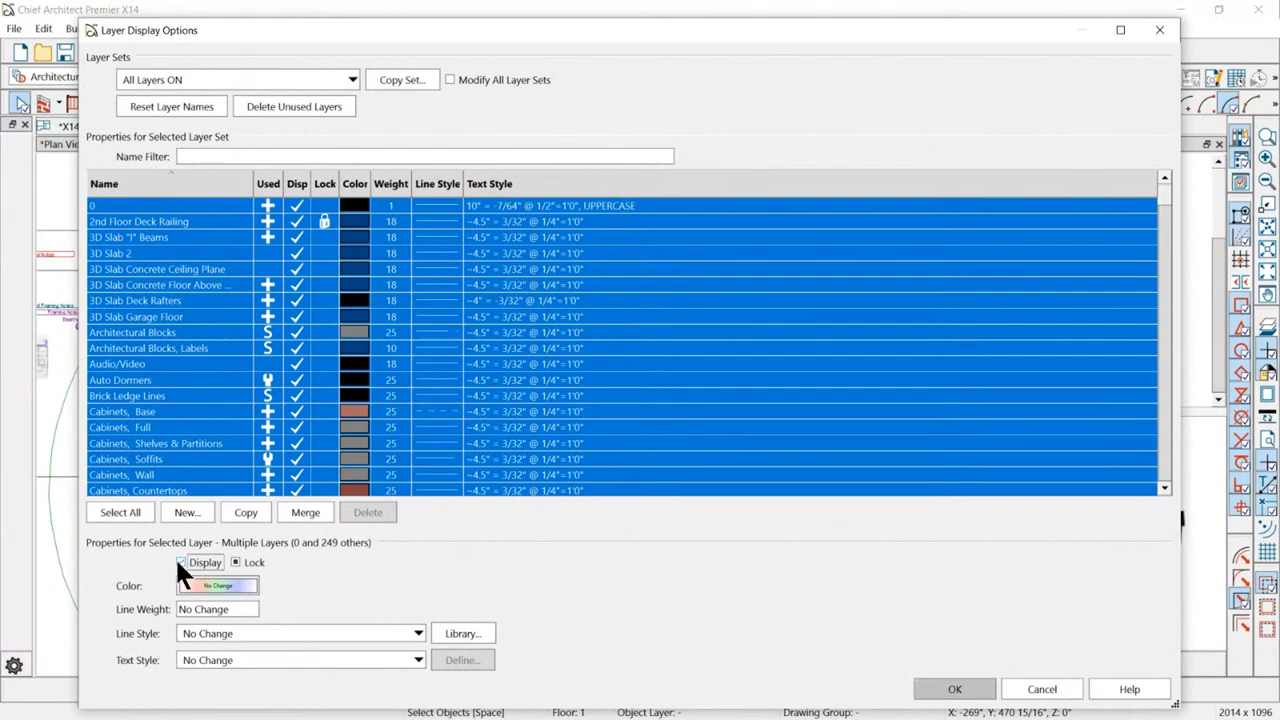 Chief Architect Premier X14
File Edit Bu
Architectur
*X14
*Plan Vie
Layer Display Options
Layer Sets
All Layers ON Copy Set... Modify All Layer Sets
Reset Layer Names Delete Unused Layers
Properties for Selected Layer Set
Name Filter:
Name Used Disp Lock Color Weight Line Style Text Style
0 1 10" = -7/64" @ 1/2"=1'0", UPPERCASE
2nd Floor Deck Railing 18 ~4.5" = 3/32" @ 1/4"=1'0"
3D Slab "I" Beams 18 ~4.5" = 3/32" @ 1/4"=1'0"
3D Slab 2 18 ~4.5" = 3/32" @ 1/4"=1'0"
3D Slab Concrete Ceiling Plane 18 ~4.5" = 3/32" @ 1/4"=1'0"
3D Slab Concrete Floor Above ... 18 ~4.5" = 3/32" @ 1/4"=1'0"
3D Slab Deck Rafters 18 ~4" = -3/32" @ 1/4"=1'0"
3D Slab Garage Floor 18 ~4.5" = 3/32" @ 1/4"=1'0"
Architectural Blocks S 25 ~4.5" = 3/32" @ 1/4"=1'0"
Architectural Blocks, Labels S 10 ~4.5" = 3/32" @ 1/4"=1'0"
Audio/Video 18 ~4.5" = 3/32" @ 1/4"=1'0"
Auto Dormers 25 ~4.5" = 3/32" @ 1/4"=1'0"
Brick Ledge Lines S 25 ~4.5" = 3/32" @ 1/4"=1'0"
Cabinets, Base 25 ~4.5" = 3/32" @ 1/4"=1'0"
Cabinets, Full 25 ~4.5" = 3/32" @ 1/4"=1'0"
Cabinets, Shelves & Partitions 25 ~4.5" = 3/32" @ 1/4"=1'0"
Cabinets, Soffits 25 ~4.5" = 3/32" @ 1/4"=1'0"
Cabinets, Wall 25 ~4.5" = 3/32" @ 1/4"=1'0"
Cabinets, Countertops 25 ~4.5" = 3/32" @ 1/4"=1'0"
Select All New... Copy Merge Delete
Properties for Selected Layer - Multiple Layers (0 and 249 others)
Display Lock
Color: No Change
Line Weight: No Change
Line Style: No Change Library...
Text Style: No Change Define...
OK Cancel Help
Select Objects [Space] Floor: 1 Object Layer: - Drawing Group: - X: -269", Y: 470 15/16", Z: 0" 2014 x 1096